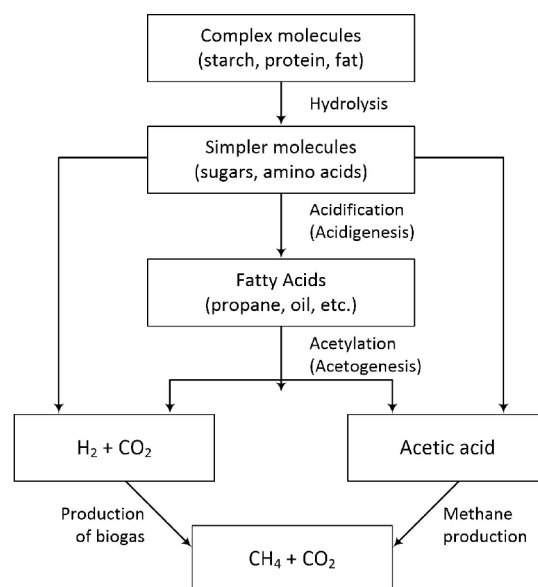 Complex molecules
(starch, protein, fat)
Hydrolysis
Simpler molecules
(sugars, amino acids)
Acidification
(Acidigenesis)
Fatty Acids
(propane, oil, etc.)
Acetylation
(Acetogenesis)
H₂ + CO₂
Acetic acid
Production
of biogas
Methane
production
CH₄ + CO₂